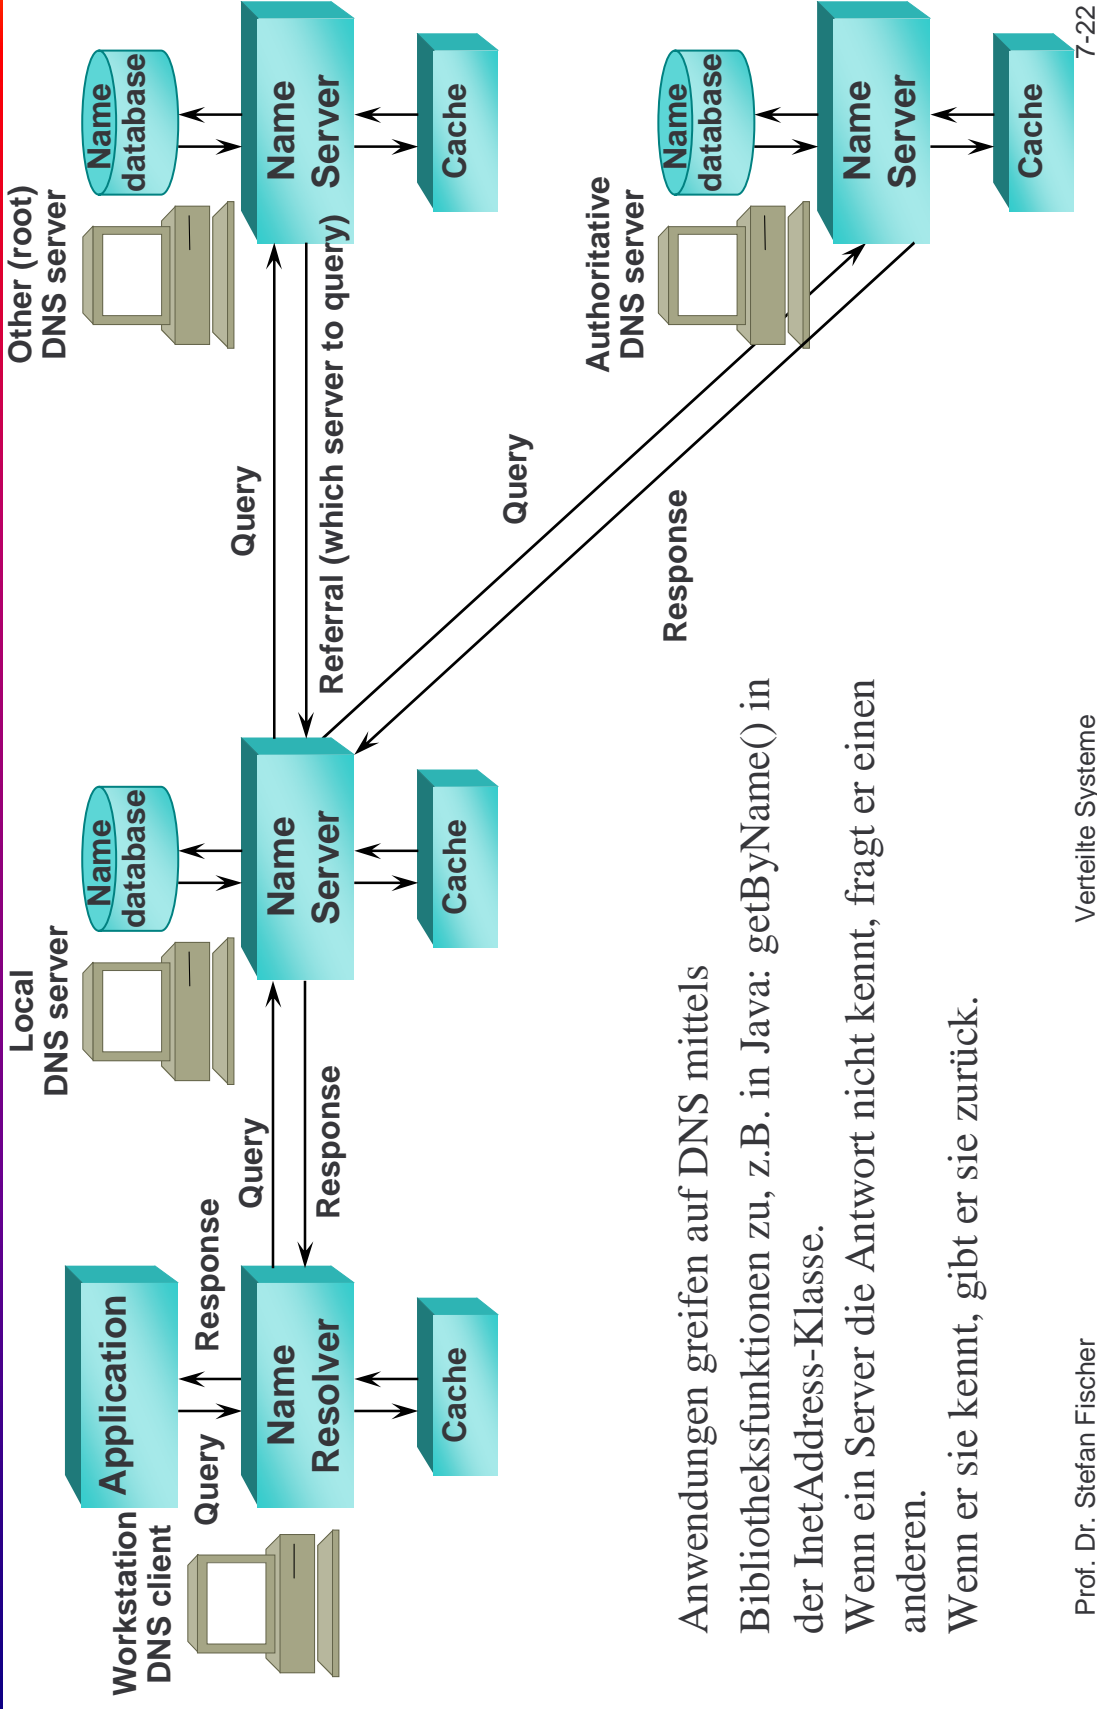 Workstation
DNS client
Application
Query
Response
Name
Resolver
Cache
Query
Response
Local
DNS server
Name
database
Name
Server
Cache
Query
Referral (which server to query)
Other (root)
DNS server
Name
database
Name
Server
Cache
Query
Response
Authoritative
DNS server
Name
database
Name
Server
Cache
Anwendungen greifen auf DNS mittels
Bibliotheksfunktionen zu, z.B. in Java: getByName() in
der InetAddress-Klasse.
Wenn ein Server die Antwort nicht kennt, fragt er einen
anderen.
Wenn er sie kennt, gibt er sie zurück.
Prof. Dr. Stefan Fischer
Verteilte Systeme
7-22